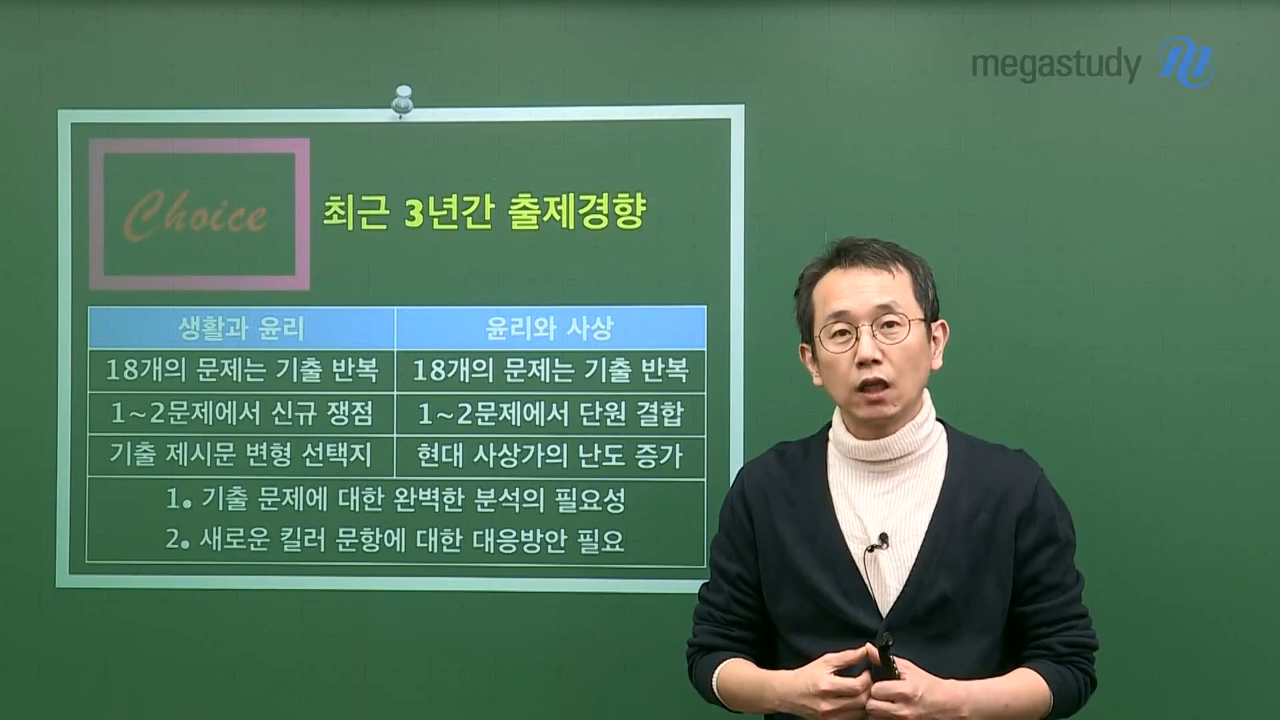 megastudy
Choice
최근 3년간 출제경향
생활과 윤리
윤리와 사상
18개의 문제는 기출 반복
18개의 문제는 기출 반복
1~2문제에서 신규 쟁점
1~2문제에서 단원 결합
기출 제시문 변형 선택지
현대 사상가의 난도 증가
1. 기출 문제에 대한 완벽한 분석의 필요성
2. 새로운 킬러 문항에 대한 대응방안 필요